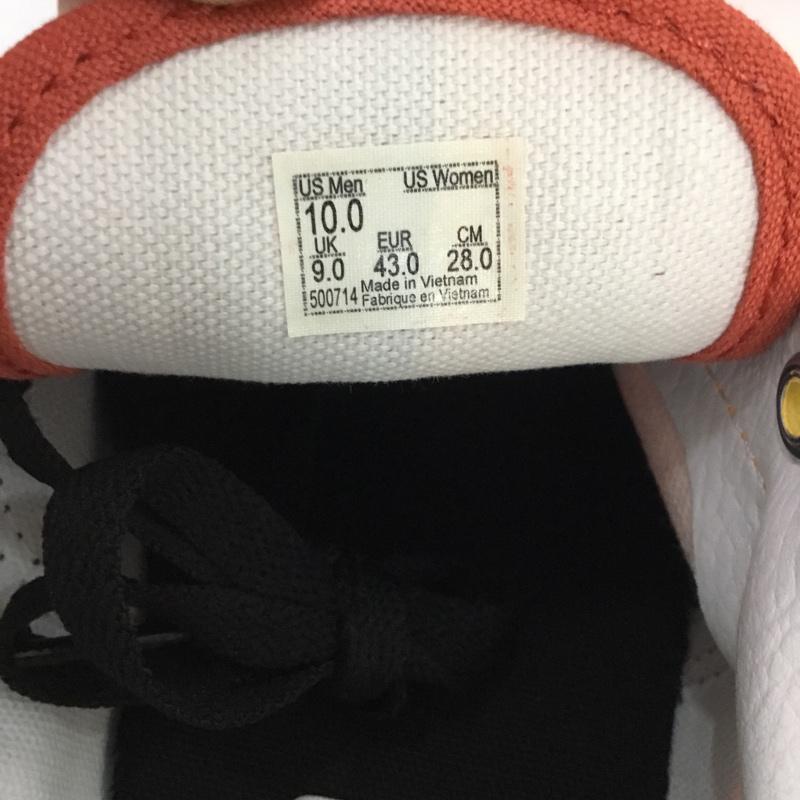 US Men US Women
10.0
UK EUR CM
9.0 43.0 28.0
500714 Made in Vietnam
Fabrique en Vietnam